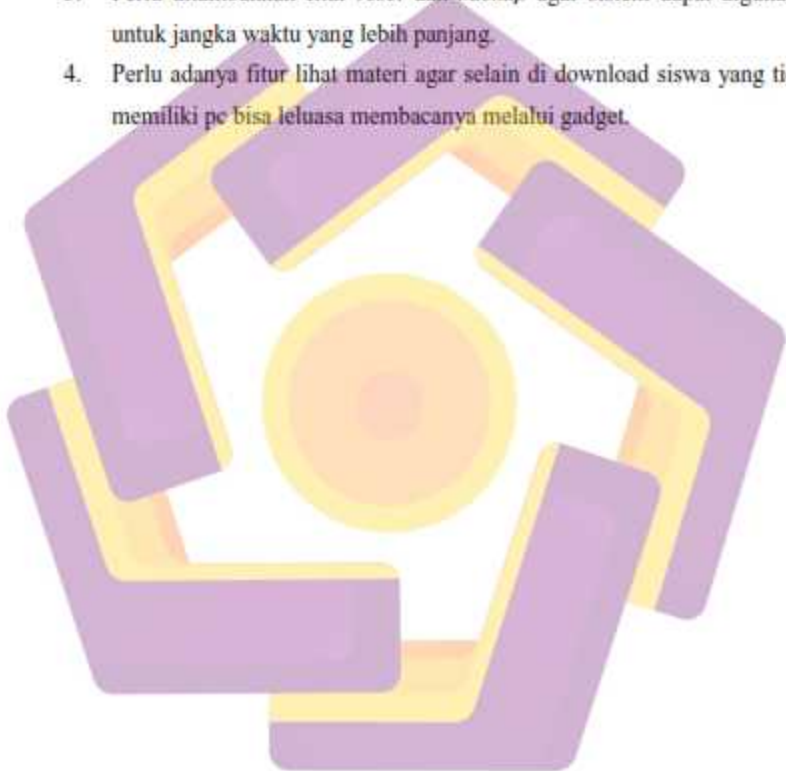 untuk jangka waktu yang lebih panjang.
4. Perlu adanya fitur lihat materi agar selain di download siswa yang ti
memiliki pc bisa leluasa membacanya melalui gadget.